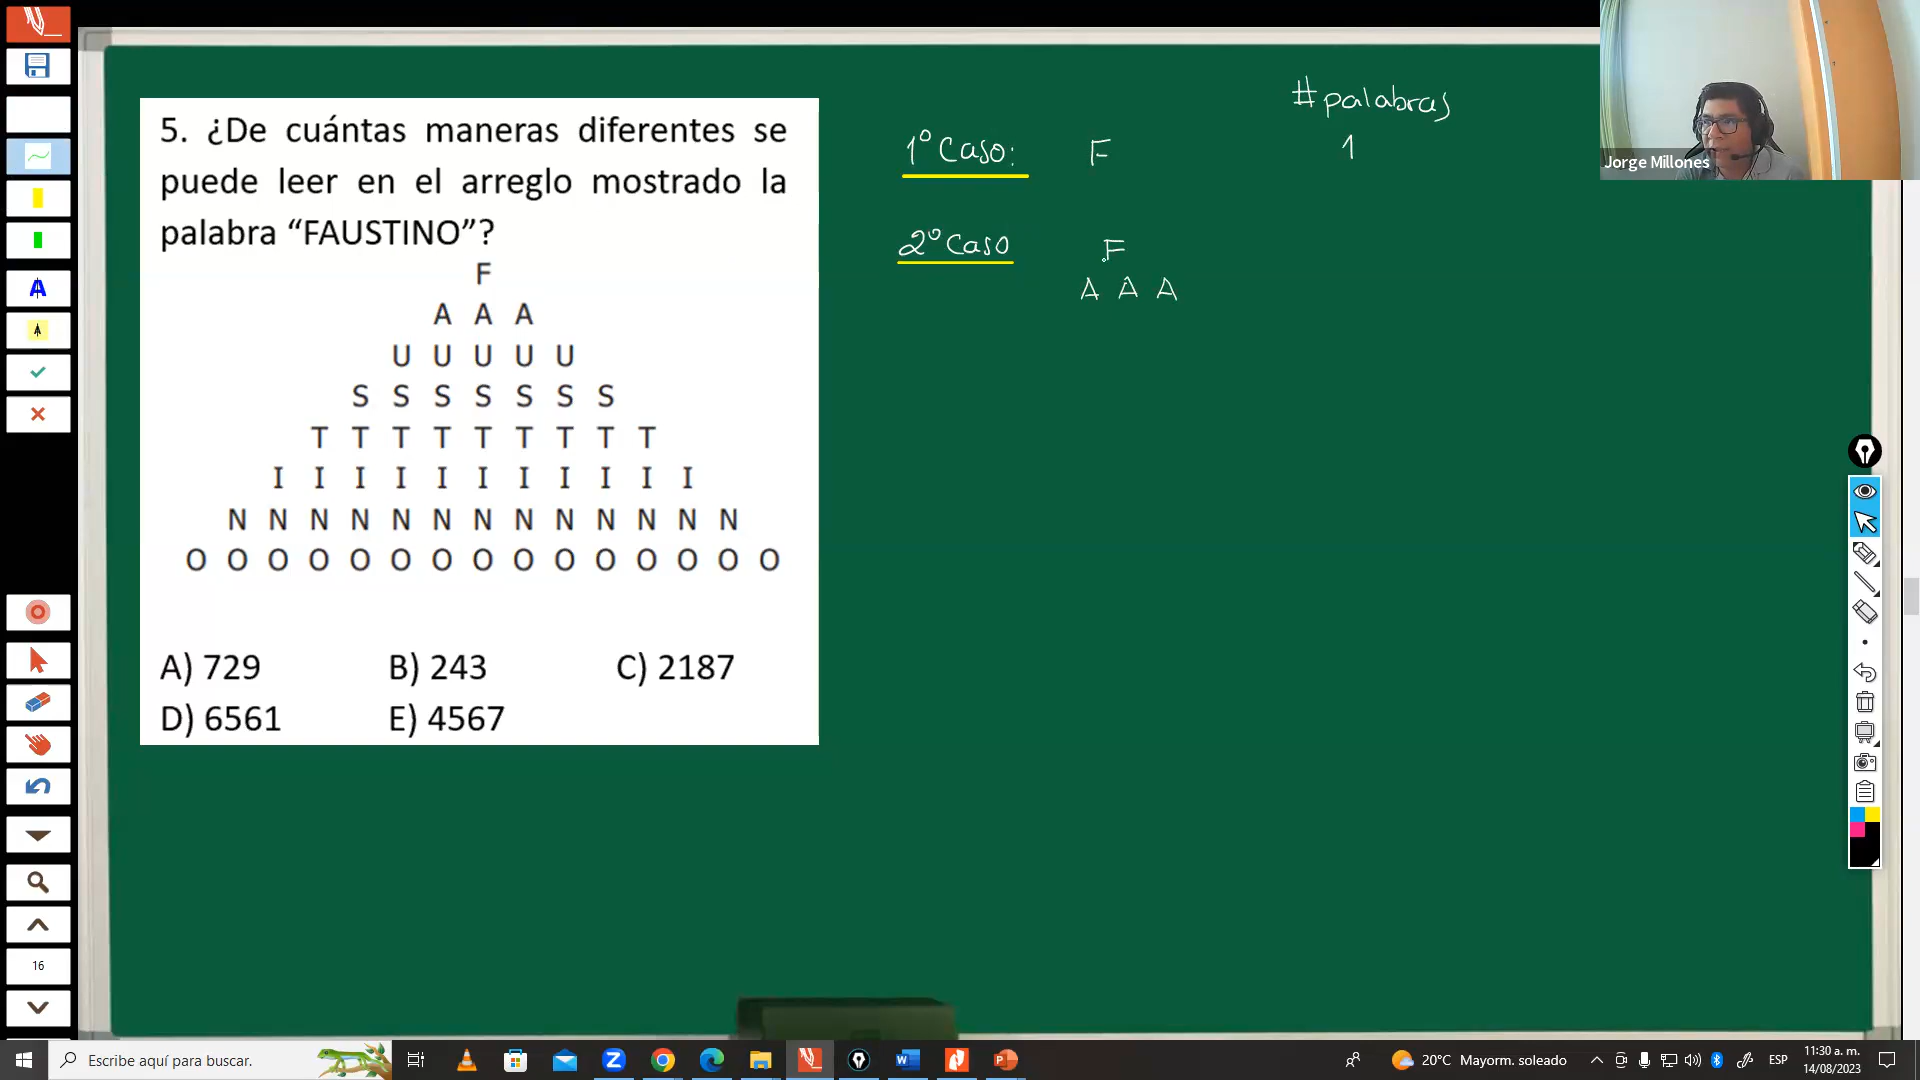 5. ¿De cuántas maneras diferentes se
puede leer en el arreglo mostrado la
palabra “FAUSTINO”?
F
A A A
U U U U U
S S S S S S S
T T T T T T T T T
I I I I I I I I I I I
N N N N N N N N N N N N N
O O O O O O O O O O O O O O O
A) 729 B) 243 C) 2187
D) 6561 E) 4567
#palabras
1º Caso: F 1
2º Caso F
A A A
Jorge Millones
A
A
16
Escribe aquí para buscar.
20°C Mayorm. soleado
ESP
11:30 a. m.
14/08/2023